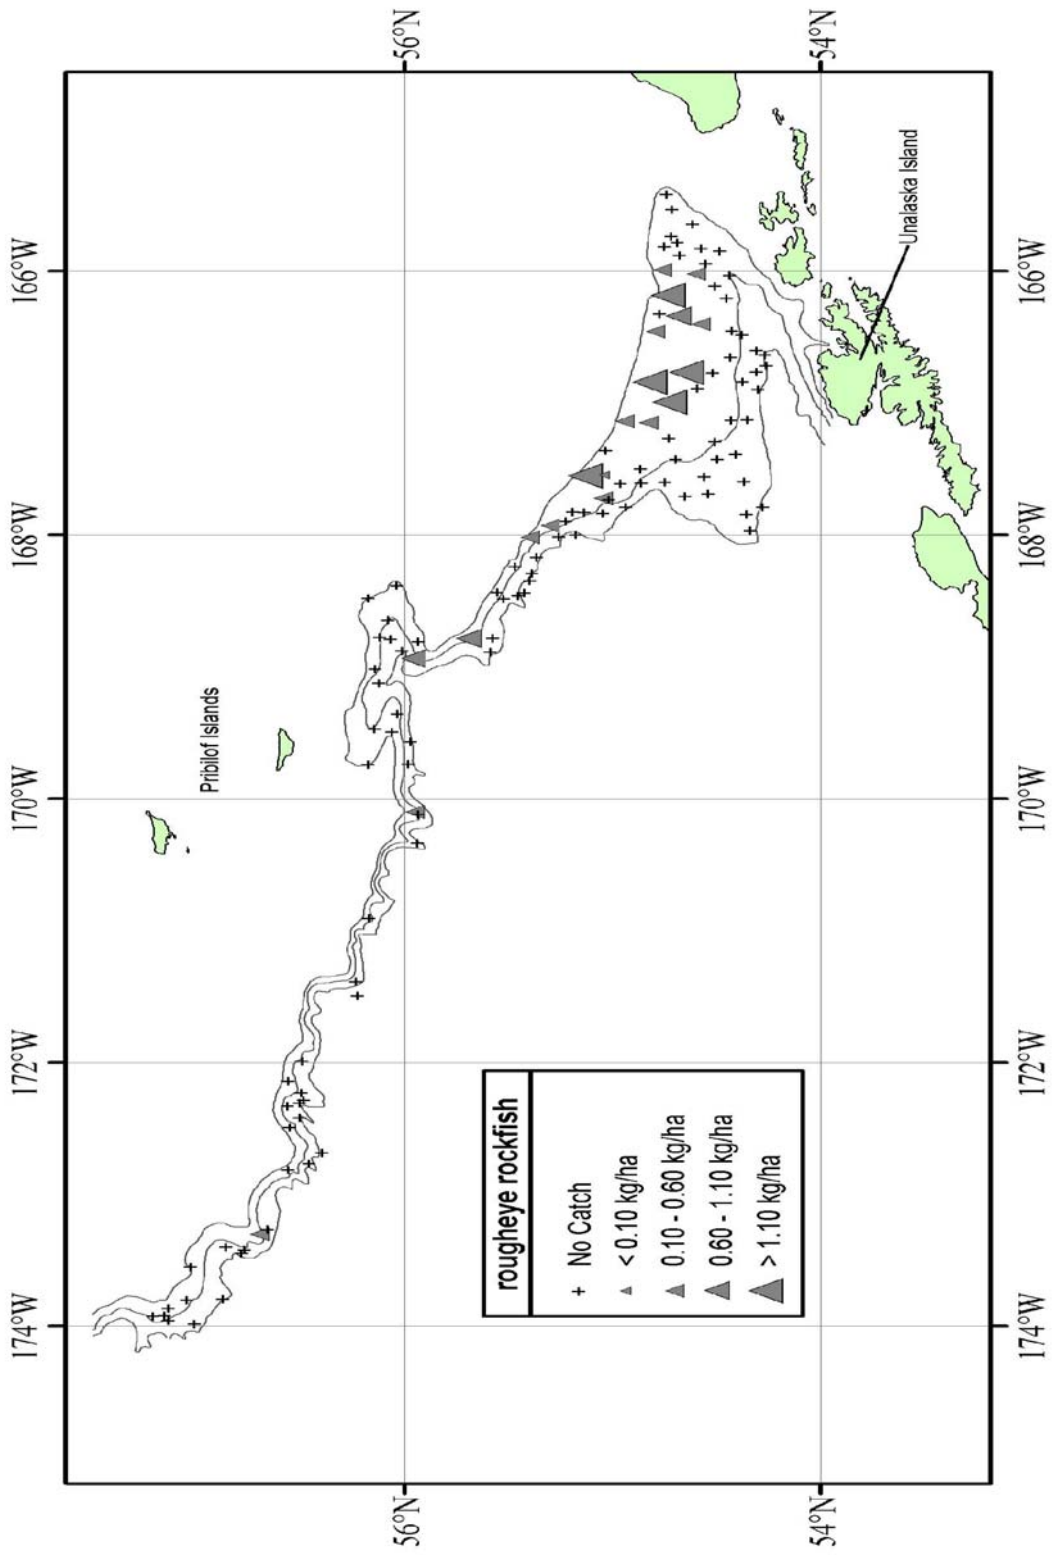 174°W
172°W
170°W
168°W
166°W
56°N
56°N
54°N
54°N
Pribilof Islands
Unalaska Island
rougheye rockfish
No Catch
< 0.10 kg/ha
0.10 - 0.60 kg/ha
0.60 - 1.10 kg/ha
> 1.10 kg/ha
174°W
172°W
170°W
168°W
166°W